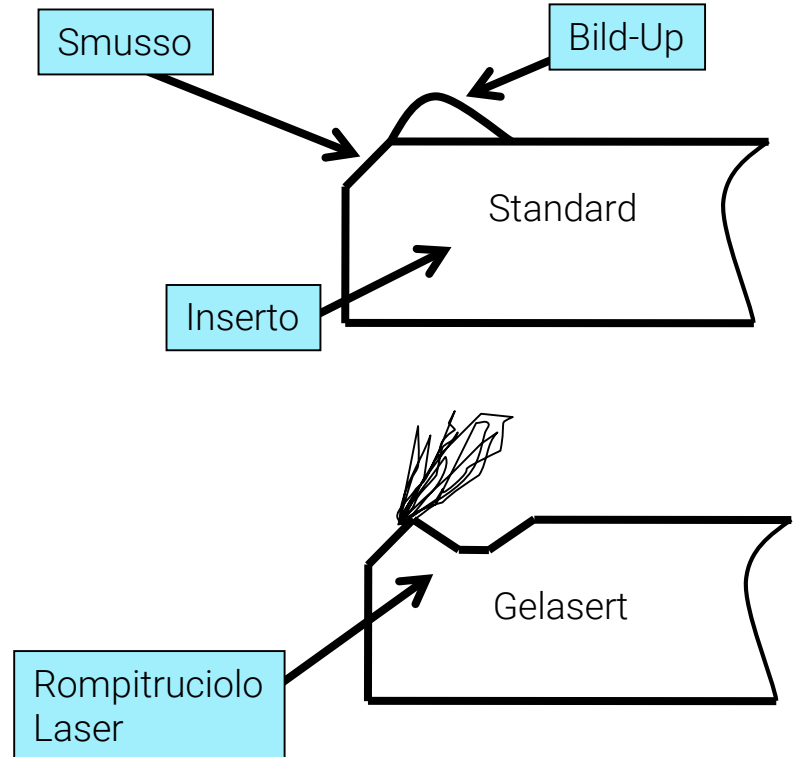 Smusso
Bild-Up
Standard
Inserto
Gelasert
Rompitruciolo
Laser